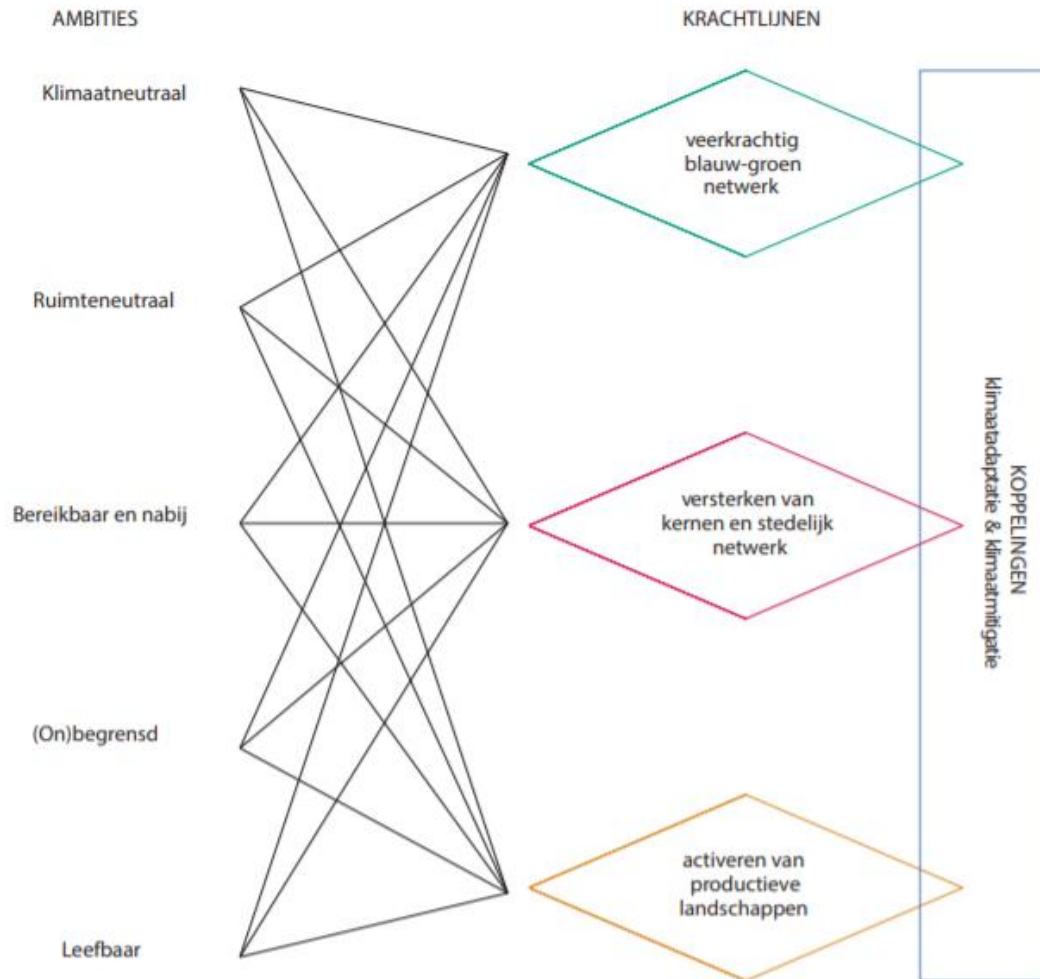 AMBITIES
KRACHTLIJNEN
Klimaatneutraal
Ruimteneutraal
Bereikbaar en nabij
(On)begrensd
Leefbaar
veerkrachtig
blauw-groen
netwerk
versterken van
kernen en stedelijk
netwerk
activeren van
productieve
landschappen
KOPPELINGEN
klimaatadaptatie & klimaatmitigatie